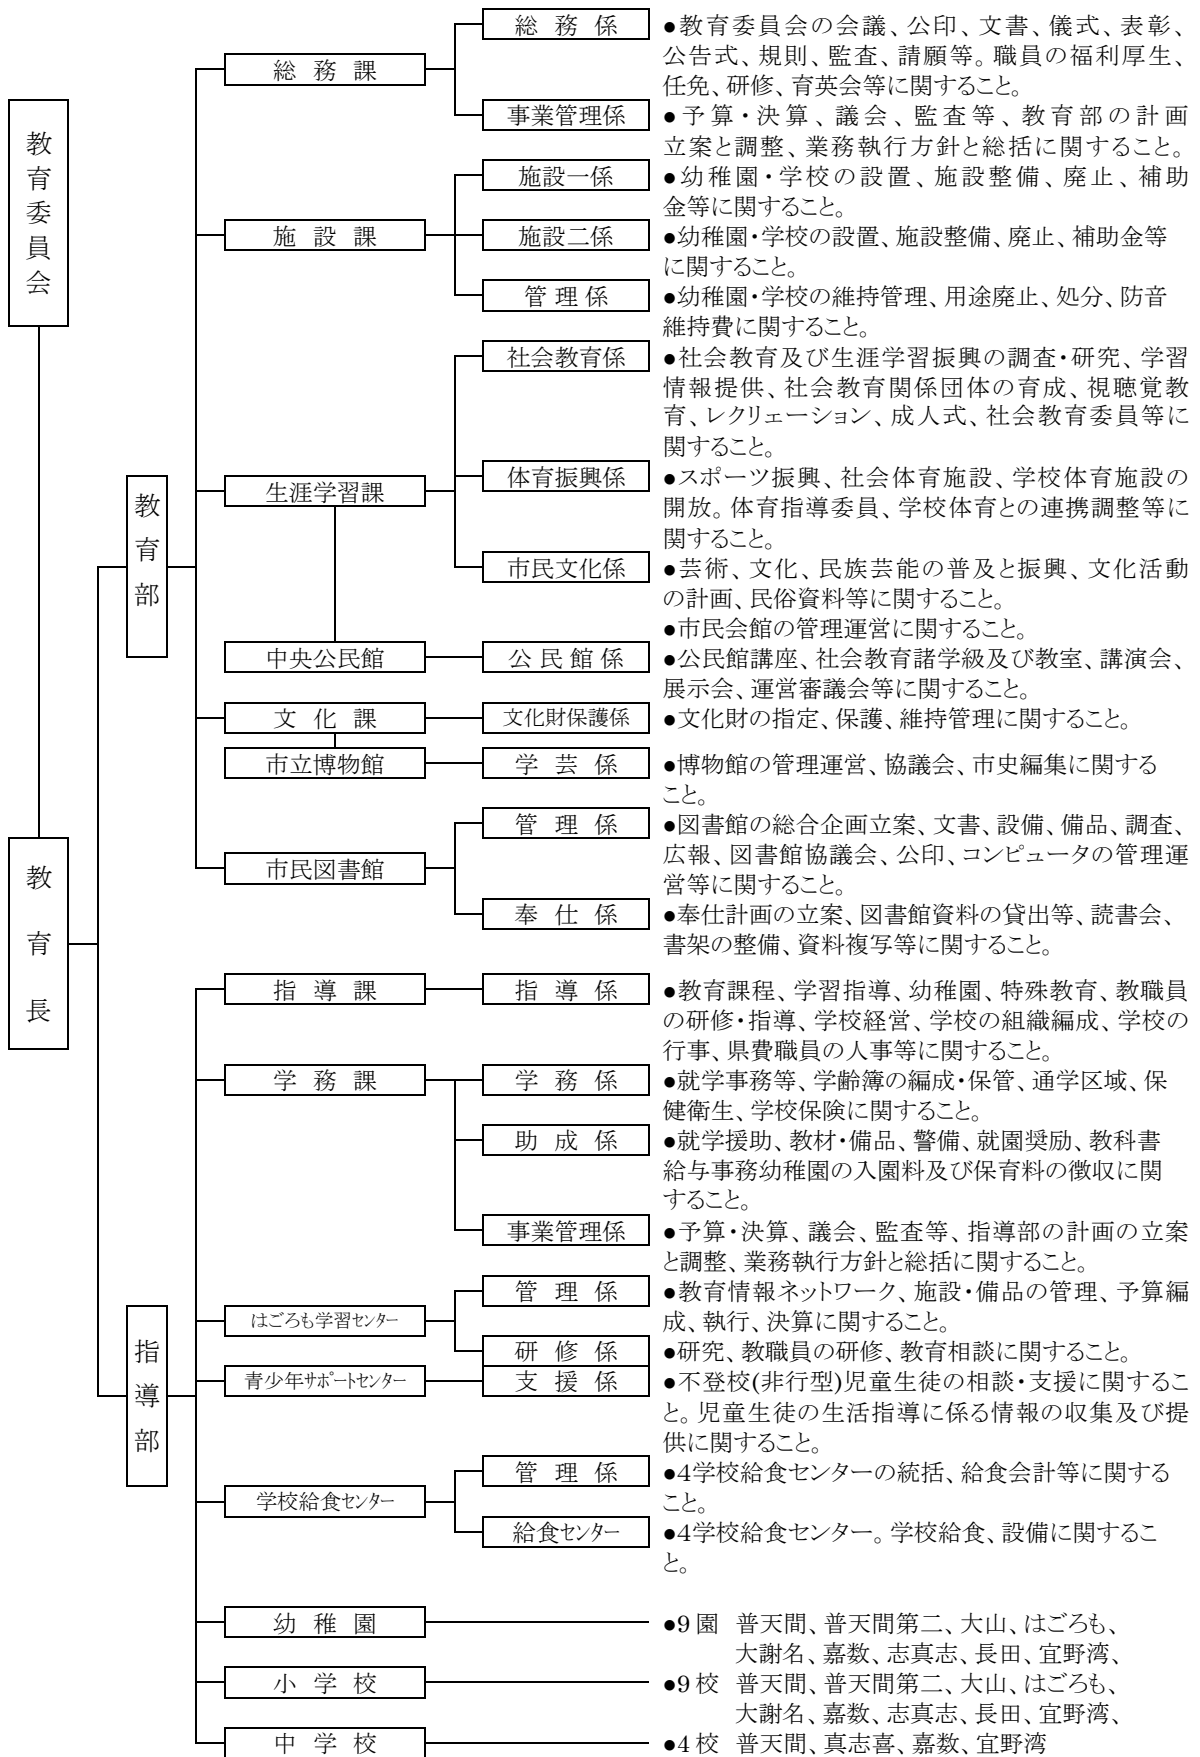 教育委員会
教育長
教育部
総務課
総務係
●教育委員会の会議、公印、文書、儀式、表彰、
公告式、規則、監査、請願等。職員の福利厚生、
任免、研修、育英会等に関すること。
事業管理係
●予算・決算、議会、監査等、教育部の計画
立案と調整、業務執行方針と総括に関すること。
施設課
施設一係
●幼稚園・学校の設置、施設整備、廃止、補助
金等に関すること。
施設二係
●幼稚園・学校の設置、施設整備、廃止、補助金等
に関すること。
管理係
●幼稚園・学校の維持管理、用途廃止、処分、防音
維持費に関すること。
生涯学習課
社会教育係
●社会教育及び生涯学習振興の調査・研究、学習
情報提供、社会教育関係団体の育成、視聴覚教
育、レクリェーション、成人式、社会教育委員等に
関すること。
体育振興係
●スポーツ振興、社会体育施設、学校体育施設の
開放。体育指導委員、学校体育との連携調整等に
関すること。
市民文化係
●芸術、文化、民族芸能の普及と振興、文化活動
の計画、民俗資料等に関すること。
●市民会館の管理運営に関すること。
中央公民館
公民館係
●公民館講座、社会教育諸学級及び教室、講演会、
展示会、運営審議会等に関すること。
文化課
文化財保護係
●文化財の指定、保護、維持管理に関すること。
市立博物館
学芸係
●博物館の管理運営、協議会、市史編集に関する
こと。
市民図書館
管理係
●図書館の総合企画立案、文書、設備、備品、調査、
広報、図書館協議会、公印、コンピュータの管理運
営等に関すること。
奉仕係
●奉仕計画の立案、図書館資料の貸出等、読書会、
書架の整備、資料複写等に関すること。
指導部
指導課
指導係
●教育課程、学習指導、幼稚園、特殊教育、教職員
の研修・指導、学校経営、学校の組織編成、学校の
行事、県費職員の人事等に関すること。
学務課
学務係
●就学事務等、学齢簿の編成・保管、通学区域、保
健衛生、学校保険に関すること。
助成係
●就学援助、教材・備品、警備、就園奨励、教科書
給与事務幼稚園の入園料及び保育料の徴収に関
すること。
事業管理係
●予算・決算、議会、監査等、指導部の計画の立案
と調整、業務執行方針と総括に関すること。
はごろも学習センター
管理係
●教育情報ネットワーク、施設・備品の管理、予算編
成、執行、決算に関すること。
研修係
●研究、教職員の研修、教育相談に関すること。
青少年サポートセンター
支援係
●不登校(非行型)児童生徒の相談・支援に関するこ
と。児童生徒の生活指導に係る情報の収集及び提
供に関すること。
学校給食センター
管理係
●4学校給食センターの統括、給食会計等に関する
こと。
給食センター
●4学校給食センター。学校給食、設備に関するこ
と。
幼稚園
●9園 普天間、普天間第二、大山、はごろも、
大謝名、嘉数、志真志、長田、宜野湾、
小学校
●9校 普天間、普天間第二、大山、はごろも、
大謝名、嘉数、志真志、長田、宜野湾、
中学校
●4校 普天間、真志喜、嘉数、宜野湾